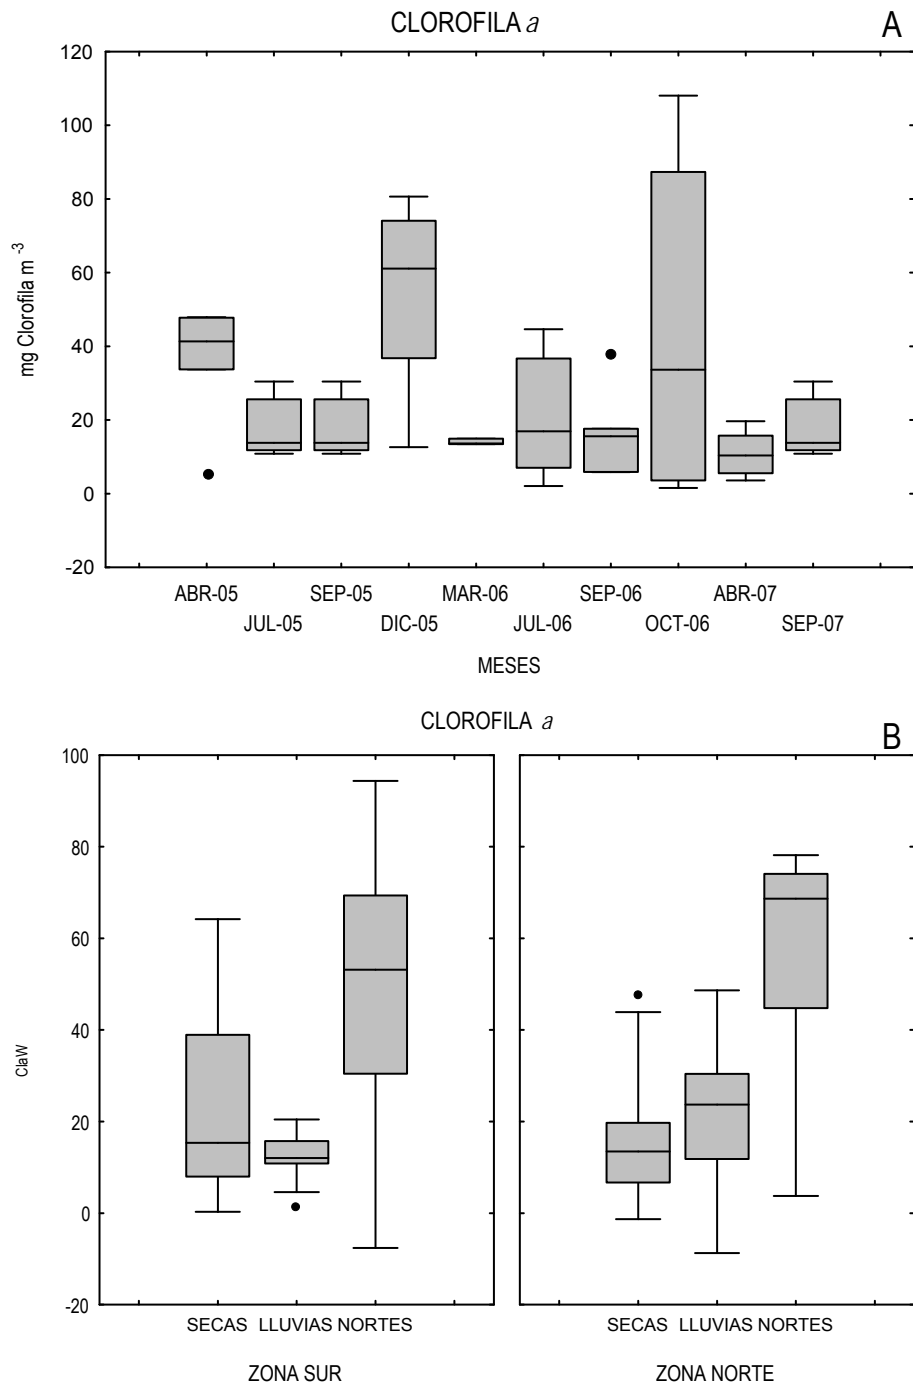 CLOROFILA a
A
120
100
80
60
40
20
0
-20
mg Clorofila m -3
ABR-05 SEP-05 MAR-06 SEP-06 ABR-07
JUL-05 DIC-05 JUL-06 OCT-06 SEP-07
MESES
CLOROFILA a
B
100
80
60
40
20
0
-20
ClaW
SECAS LLUVIAS NORTES SECAS LLUVIAS NORTES
ZONA SUR ZONA NORTE